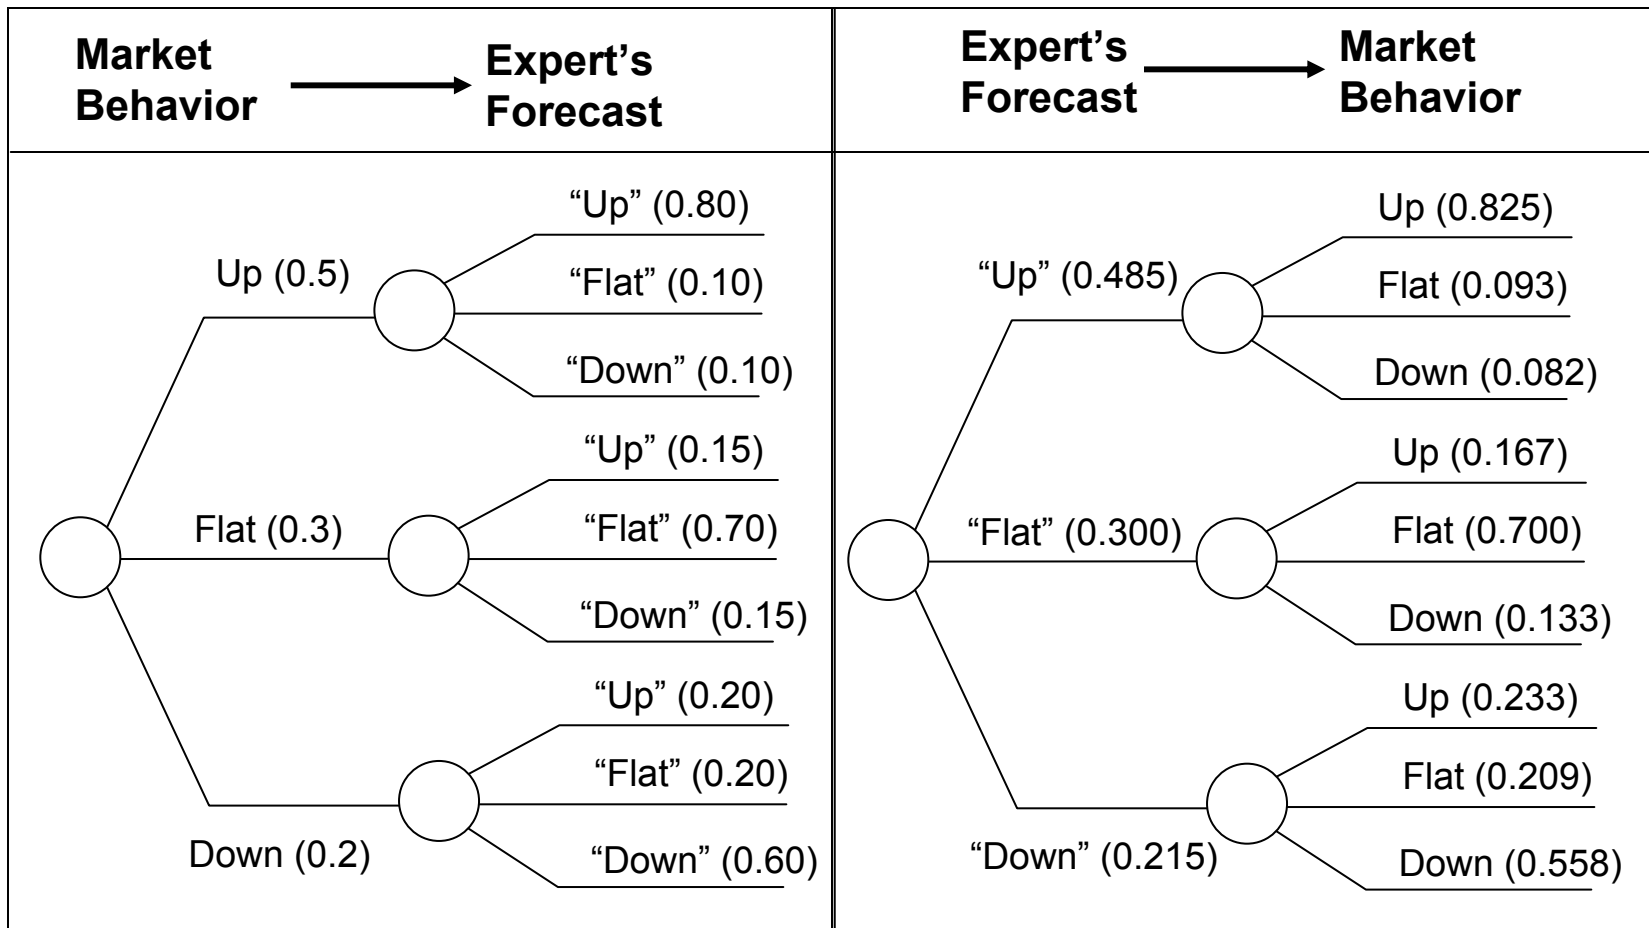 Market
Behavior
Expert’s
Forecast
Expert’s
Forecast
Market
Behavior
Up (0.5)
“Up” (0.80)
“Flat” (0.10)
“Down” (0.10)
Flat (0.3)
“Up” (0.15)
“Flat” (0.70)
“Down” (0.15)
Down (0.2)
“Up” (0.20)
“Flat” (0.20)
“Down” (0.60)
“Up” (0.485)
Up (0.825)
Flat (0.093)
Down (0.082)
“Flat” (0.300)
Up (0.167)
Flat (0.700)
Down (0.133)
“Down” (0.215)
Up (0.233)
Flat (0.209)
Down (0.558)